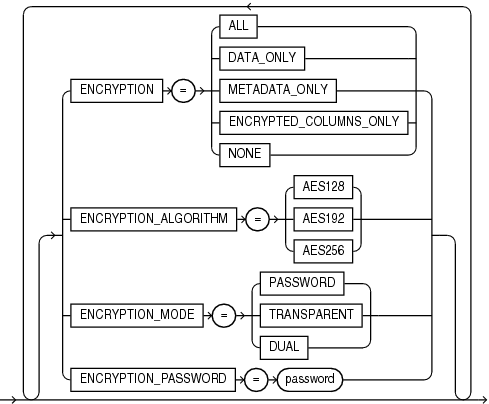 ALL
DATA_ONLY
ENCRYPTION = METADATA_ONLY
ENCRYPTED_COLUMNS_ONLY
NONE
AES128
ENCRYPTION_ALGORITHM = AES192
AES256
PASSWORD
ENCRYPTION_MODE = TRANSPARENT
DUAL
ENCRYPTION_PASSWORD = password